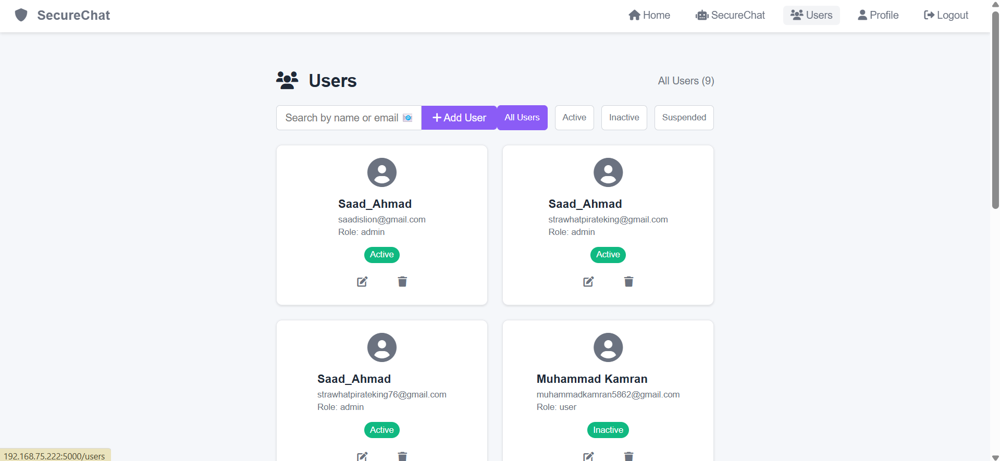 SecureChat
Home SecureChat Users Profile Logout
Users
All Users (9)
Search by name or email 📧 + Add User All Users Active Inactive Suspended
Saad_Ahmad
saadislion@gmail.com
Role: admin
Active
Saad_Ahmad
strawhatpirateking@gmail.com
Role: admin
Active
Saad_Ahmad
strawhatpirateking76@gmail.com
Role: admin
Active
Muhammad Kamran
muhammadkamran5862@gmail.com
Role: user
Inactive
192.168.75.222:5000/users